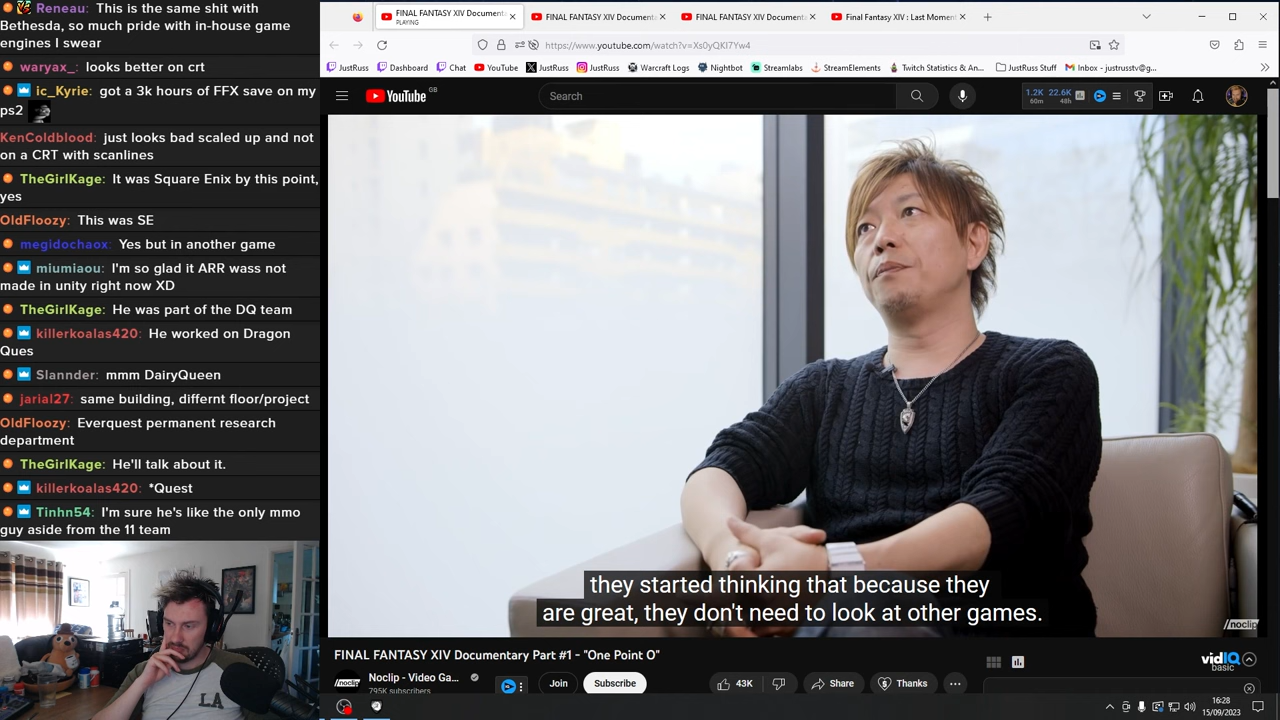 Reneau: This is the same shit with
Bethesda, so much pride with in-house game
engines I swear
waryax_: looks better on crt
ic_Kyrie: got a 3k hours of FFX save on my
ps2
KenColdblood: just looks bad scaled up and not
on a CRT with scanlines
TheGirlKage: It was Square Enix by this point,
yes
OldFloozy: This was SE
megidochaox: Yes but in another game
miumiaou: I'm so glad it ARR wass not
made in unity right now XD
TheGirlKage: He was part of the DQ team
killerkoalas420: He worked on Dragon
Ques
Slannder: mmm DairyQueen
jarial27: same building, differnt floor/project
OldFloozy: Everquest permanent research
department
TheGirlKage: He'll talk about it.
killerkoalas420: *Quest
Tinhn54: I'm sure he's like the only mmo
guy aside from the 11 team
FINAL FANTASY XIV Documenta
PLAYING
FINAL FANTASY XIV Documenta
FINAL FANTASY XIV Documenta
Final Fantasy XIV : Last Moment
https://www.youtube.com/watch?v=Xs0yQKI7Yw4
JustRuss
Dashboard
Chat
YouTube
JustRuss
JustRuss
Warcraft Logs
Nightbot
Streamlabs
StreamElements
Twitch Statistics & An...
JustRuss Stuff
Inbox - justrusstv@g...
YouTube GB
Search
1.2K 22.6K
60m 48h
they started thinking that because they
are great, they don't need to look at other games.
/noclip
FINAL FANTASY XIV Documentary Part #1 - "One Point O"
vidIQ
basic
/noclip
Noclip - Video Ga...
795K subscribers
Join
Subscribe
43K
Share
Thanks
16:28
15/09/2023